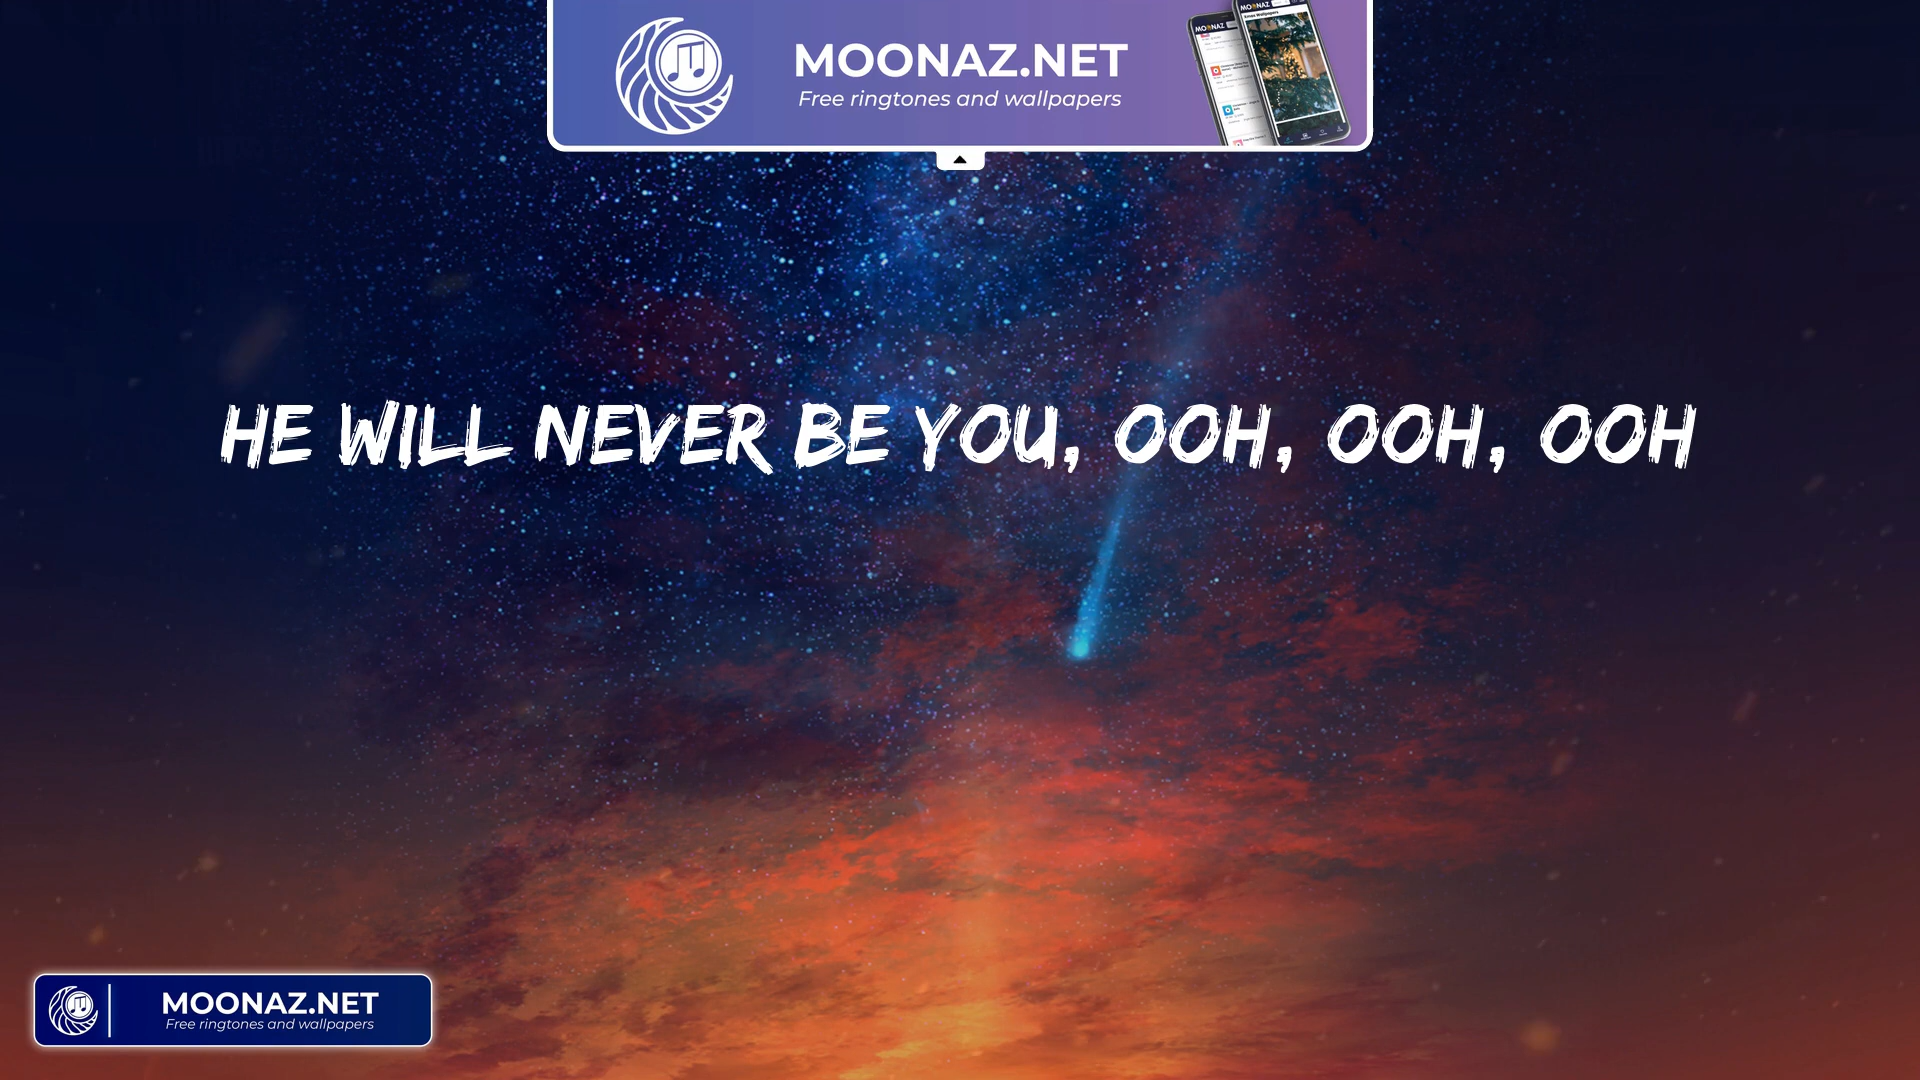 MOONAZ.NET
Free ringtones and wallpapers
HE WILL NEVER BE YOU, OOH, OOH, OOH
MOONAZ.NET
Free ringtones and wallpapers